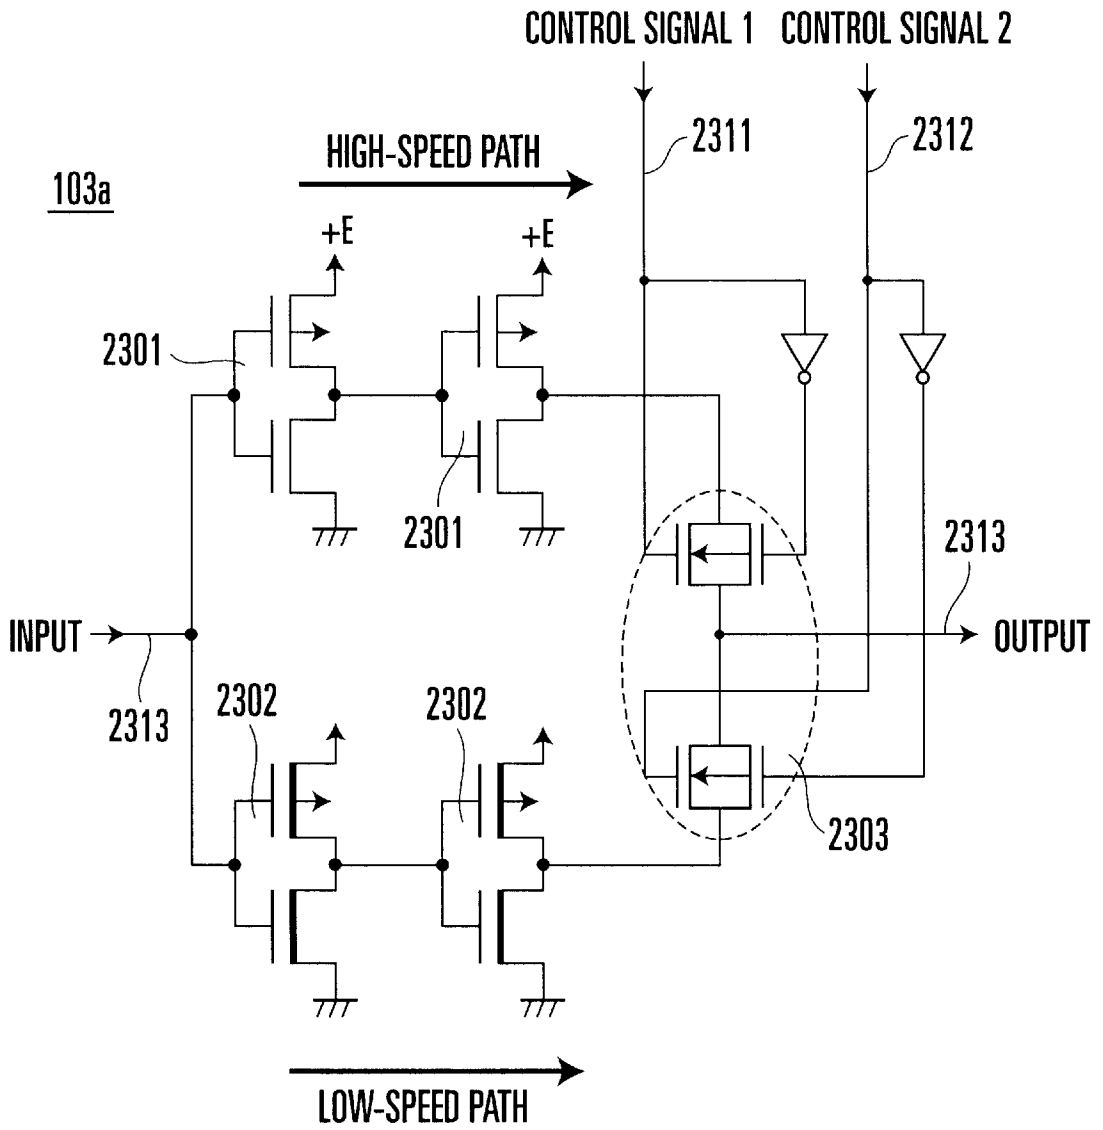 CONTROL SIGNAL 1 CONTROL SIGNAL 2
2311
2312
HIGH-SPEED PATH
103a
+E
+E
2301
2301
2313
INPUT
OUTPUT
2313
2302
2302
2303
LOW-SPEED PATH